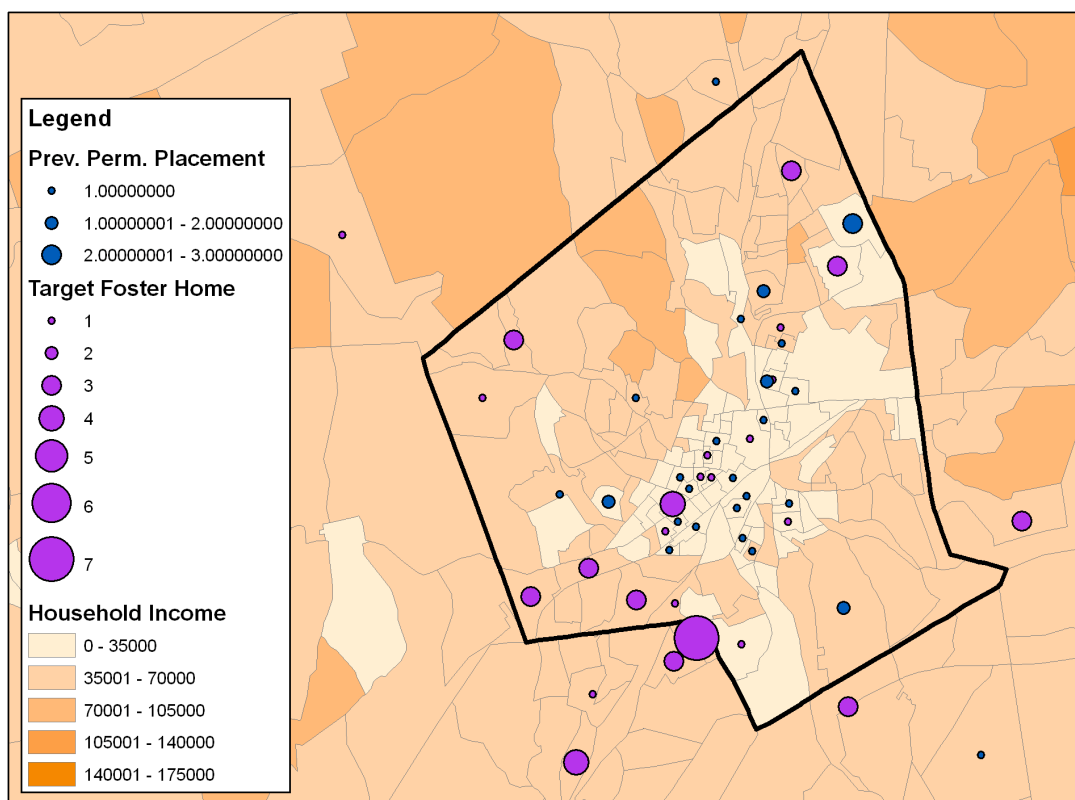 Legend
Prev. Perm. Placement
1.00000000
1.00000001 - 2.00000000
2.00000001 - 3.00000000
Target Foster Home
1
2
3
4
5
6
7
Household Income
0 - 35000
35001 - 70000
70001 - 105000
105001 - 140000
140001 - 175000